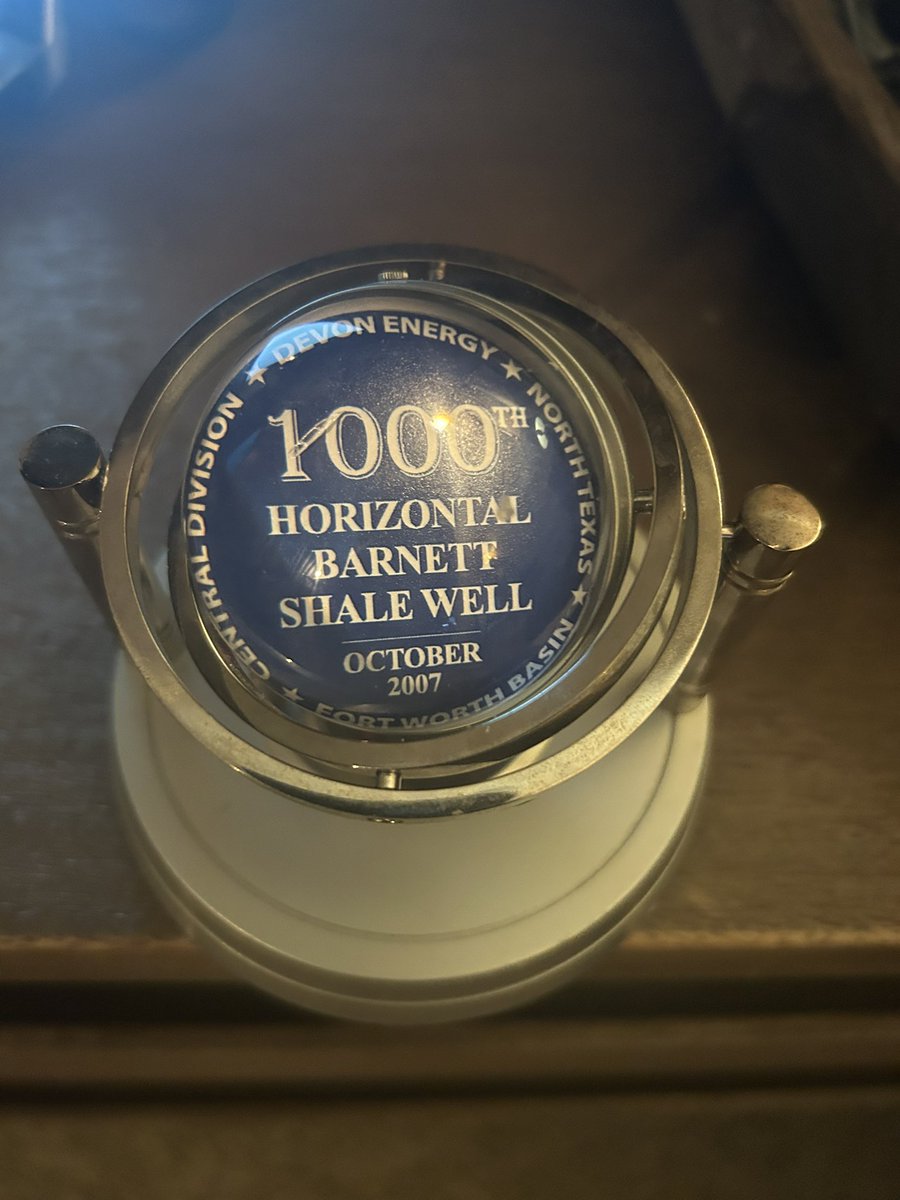 ★ DEVON ENERGY ★ NORTH TEXAS ★ FORT WORTH BASIN ★ CENTRAL DIVISION
1000TH
HORIZONTAL
BARNETT
SHALE WELL
OCTOBER
2007